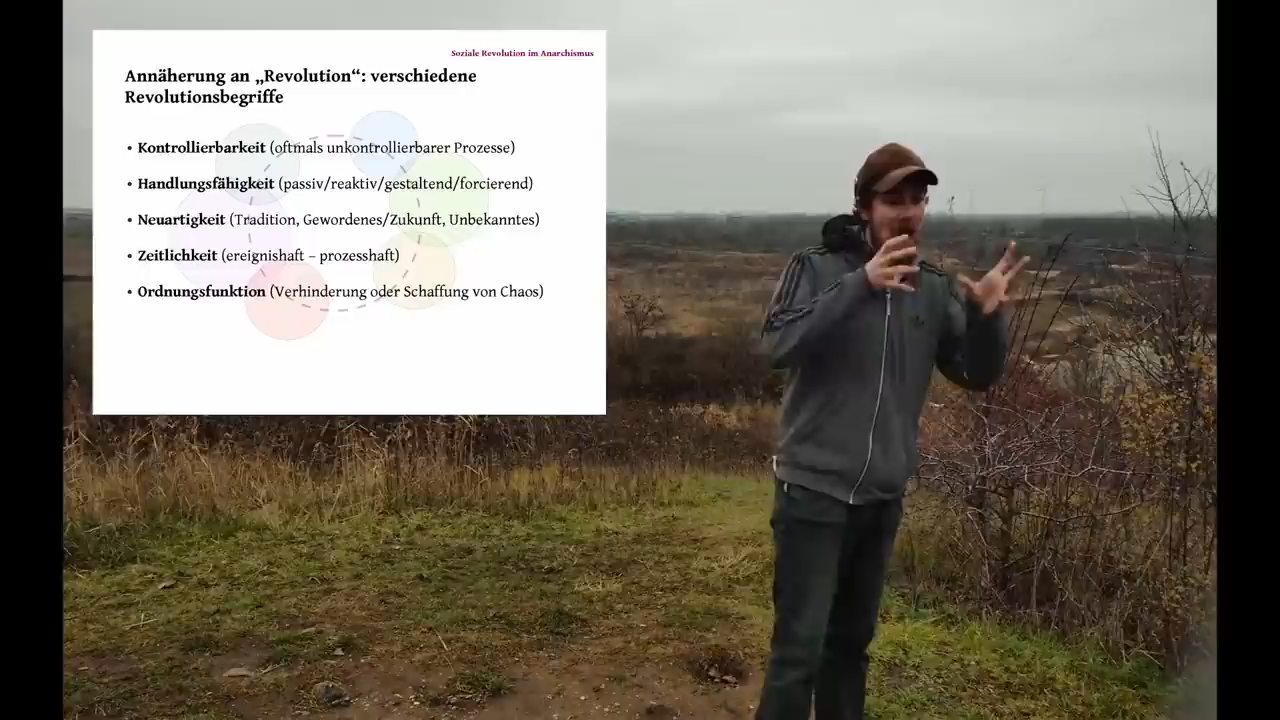 Soziale Revolution im Anarchismus
Annäherung an „Revolution“: verschiedene
Revolutionsbegriffe
• Kontrollierbarkeit (oftmals unkontrollierbarer Prozesse)
• Handlungsfähigkeit (passiv/reaktiv/gestaltend/forcierend)
• Neuartigkeit (Tradition, Gewordenes/Zukunft, Unbekanntes)
• Zeitlichkeit (ereignishaft – prozesshaft)
• Ordnungsfunktion (Verhinderung oder Schaffung von Chaos)